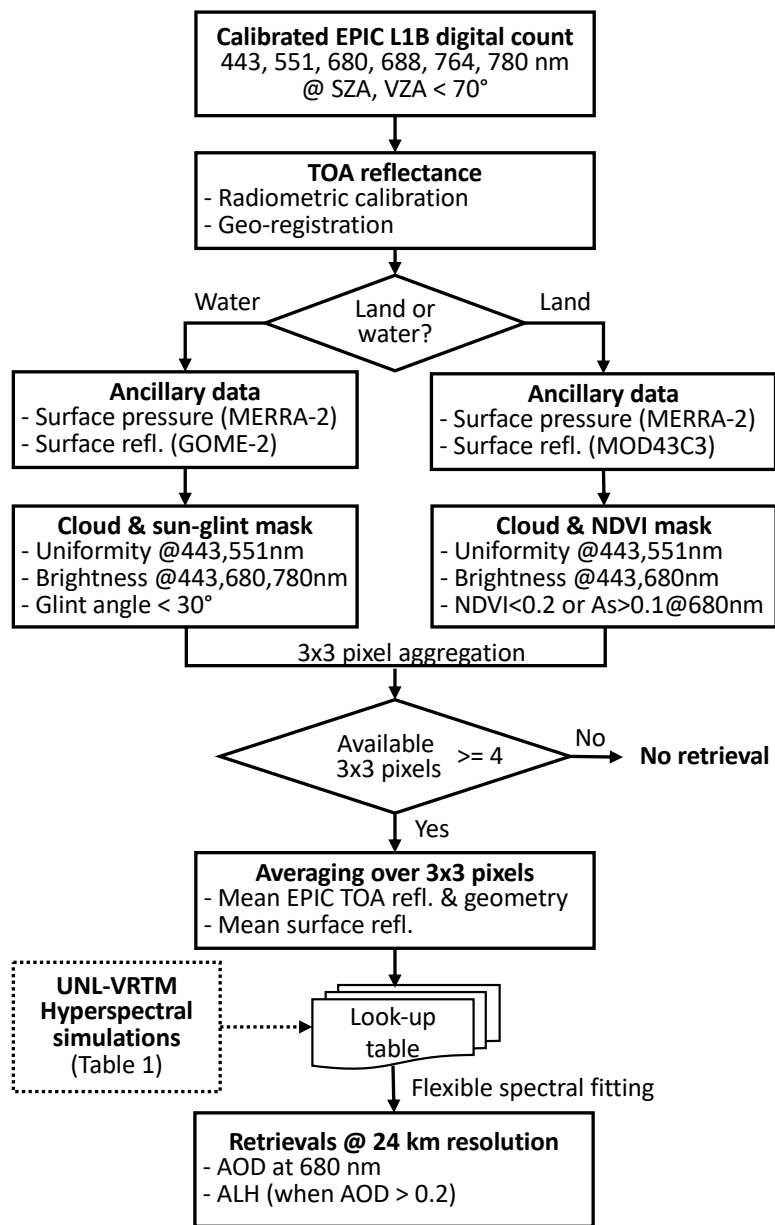 Calibrated EPIC L1B digital count
443, 551, 680, 688, 764, 780 nm
@ SZA, VZA < 70°
TOA reflectance
- Radiometric calibration
- Geo-registration
Water
Land or
water?
Land
Ancillary data
- Surface pressure (MERRA-2)
- Surface refl. (GOME-2)
Ancillary data
- Surface pressure (MERRA-2)
- Surface refl. (MOD43C3)
Cloud & sun-glint mask
- Uniformity @443,551nm
- Brightness @443,680,780nm
- Glint angle < 30°
Cloud & NDVI mask
- Uniformity @443,551nm
- Brightness @443,680nm
- NDVI<0.2 or As>0.1@680nm
3x3 pixel aggregation
Available
3x3 pixels
>= 4
No
No retrieval
Yes
Averaging over 3x3 pixels
- Mean EPIC TOA refl. & geometry
- Mean surface refl.
UNL-VRTM
Hyperspectral
simulations
(Table 1)
Look-up
table
Flexible spectral fitting
Retrievals @ 24 km resolution
- AOD at 680 nm
- ALH (when AOD > 0.2)